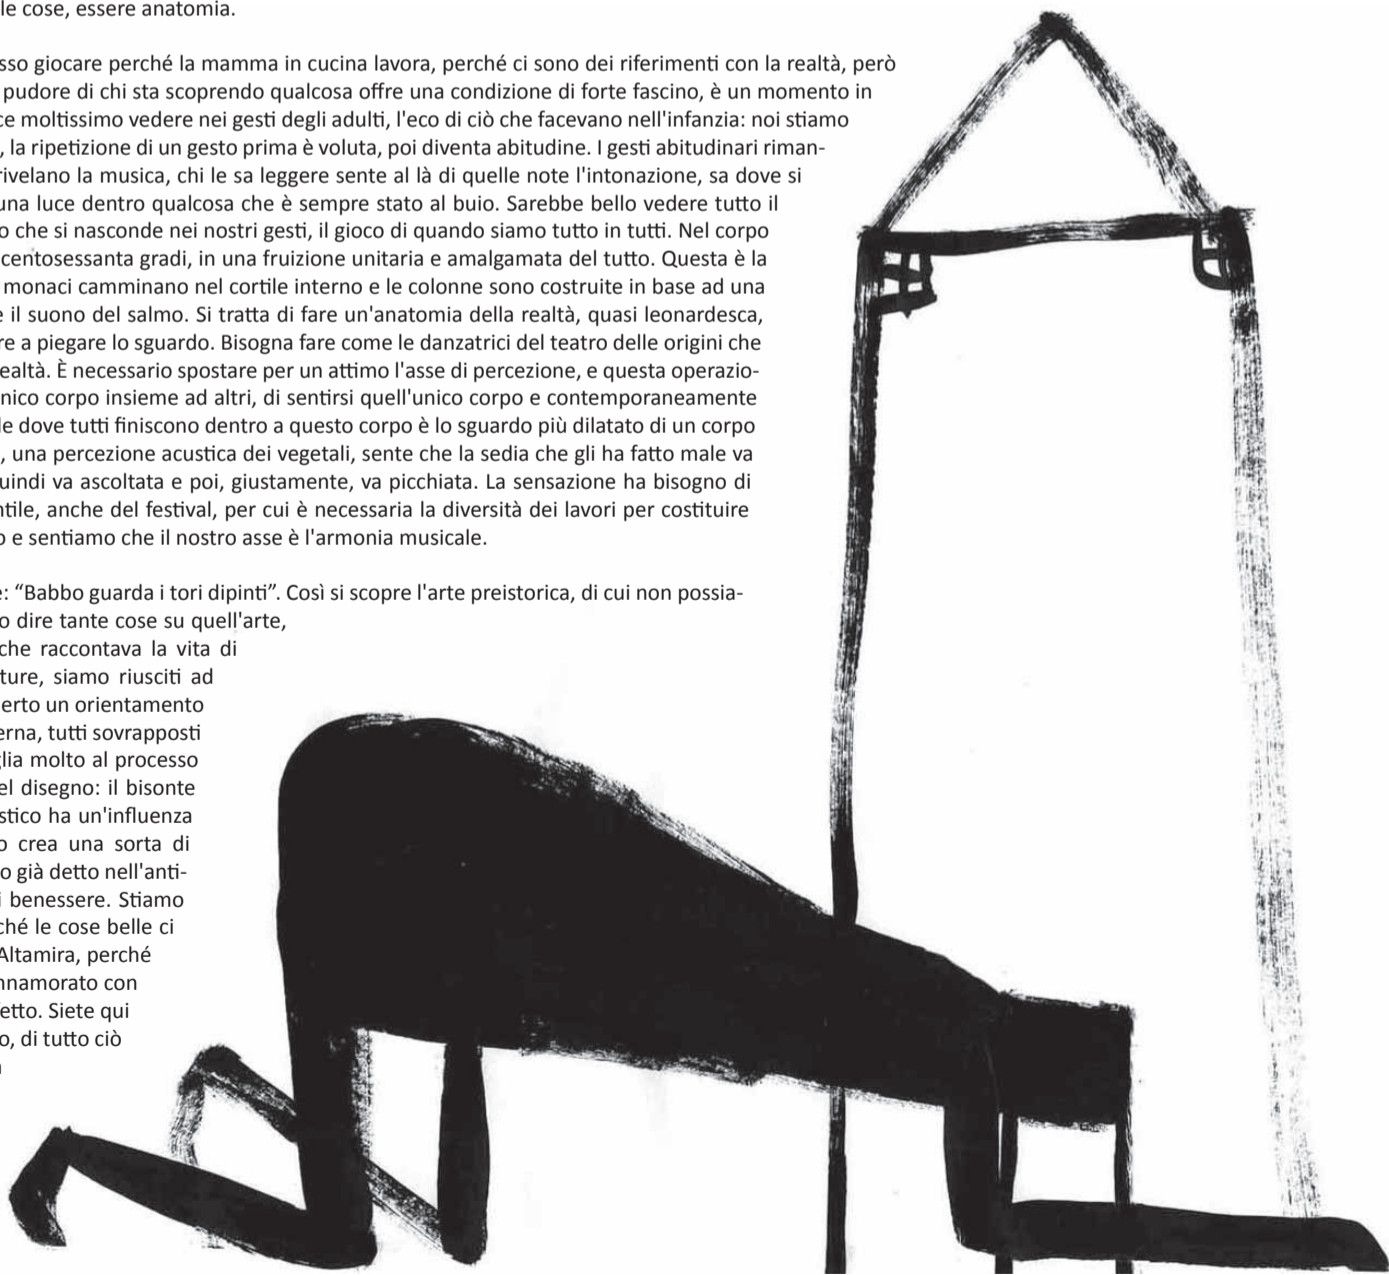 le cose, essere anatomia.
sso giocare perché la mamma in cucina lavora, perché ci sono dei riferimenti con la realtà, però
pudore di chi sta scoprendo qualcosa offre una condizione di forte fascino, è un momento in
ce moltissimo vedere nei gesti degli adulti, l'eco di ciò che facevano nell'infanzia: noi stiamo
, la ripetizione di un gesto prima è voluta, poi diventa abitudine. I gesti abitudinari riman-
rivelano la musica, chi le sa leggere sente al là di quelle note l'intonazione, sa dove si
una luce dentro qualcosa che è sempre stato al buio. Sarebbe bello vedere tutto il
o che si nasconde nei nostri gesti, il gioco di quando siamo tutto in tutti. Nel corpo
centosessanta gradi, in una fruizione unitaria e amalgamata del tutto. Questa è la
monaci camminano nel cortile interno e le colonne sono costruite in base ad una
e il suono del salmo. Si tratta di fare un'anatomia della realtà, quasi leonardesca,
re a piegare lo sguardo. Bisogna fare come le danzatrici del teatro delle origini che
ealtà. È necessario spostare per un attimo l'asse di percezione, e questa operazio-
nico corpo insieme ad altri, di sentirsi quell'unico corpo e contemporaneamente
le dove tutti finiscono dentro a questo corpo è lo sguardo più dilatato di un corpo
, una percezione acustica dei vegetali, sente che la sedia che gli ha fatto male va
uindi va ascoltata e poi, giustamente, va picchiata. La sensazione ha bisogno di
ntile, anche del festival, per cui è necessaria la diversità dei lavori per costituire
o e sentiamo che il nostro asse è l'armonia musicale.
e: “Babbo guarda i tori dipinti”. Così si scopre l'arte preistorica, di cui non possia-
o dire tante cose su quell'arte,
che raccontava la vita di
ture, siamo riusciti ad
erto un orientamento
erna, tutti sovrapposti
glia molto al processo
el disegno: il bisonte
stico ha un'influenza
o crea una sorta di
o già detto nell'anti-
i benessere. Stiamo
ché le cose belle ci
Altamira, perché
nnamorato con
etto. Siete qui
o, di tutto ciò